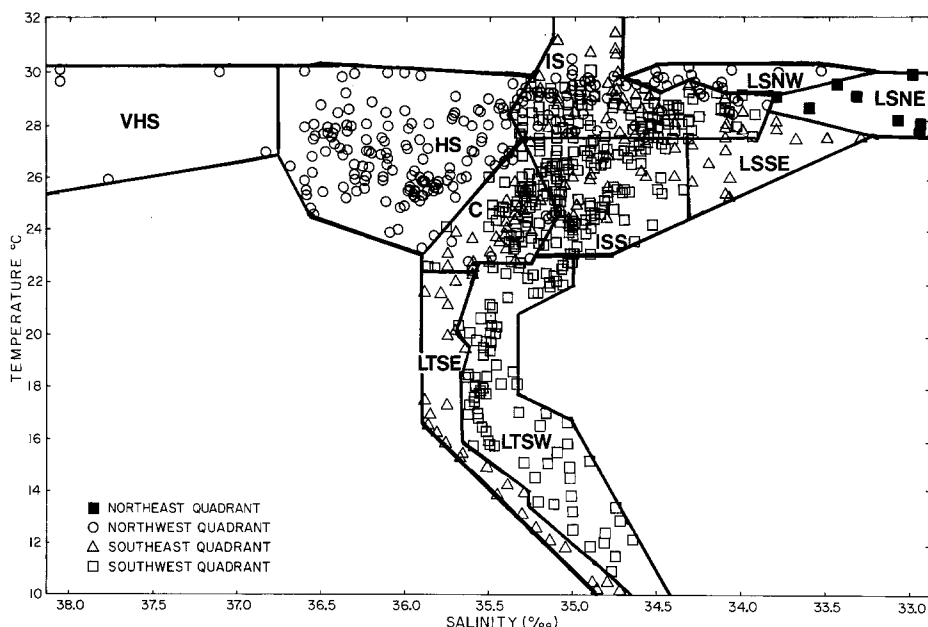 32
30
28
26
24
22
20
18
16
14
12
10
TEMPERATURE °C
VHS
HS
IS
LSNW
LSNE
LSSE
C
ISS
LTSE
LTSW
NORTHEAST QUADRANT
NORTHWEST QUADRANT
SOUTHEAST QUADRANT
SOUTHWEST QUADRANT
38.0 37.5 37.0 36.5 36.0 35.5 35.0 34.5 34.0 33.5 33.0
SALINITY (‰)